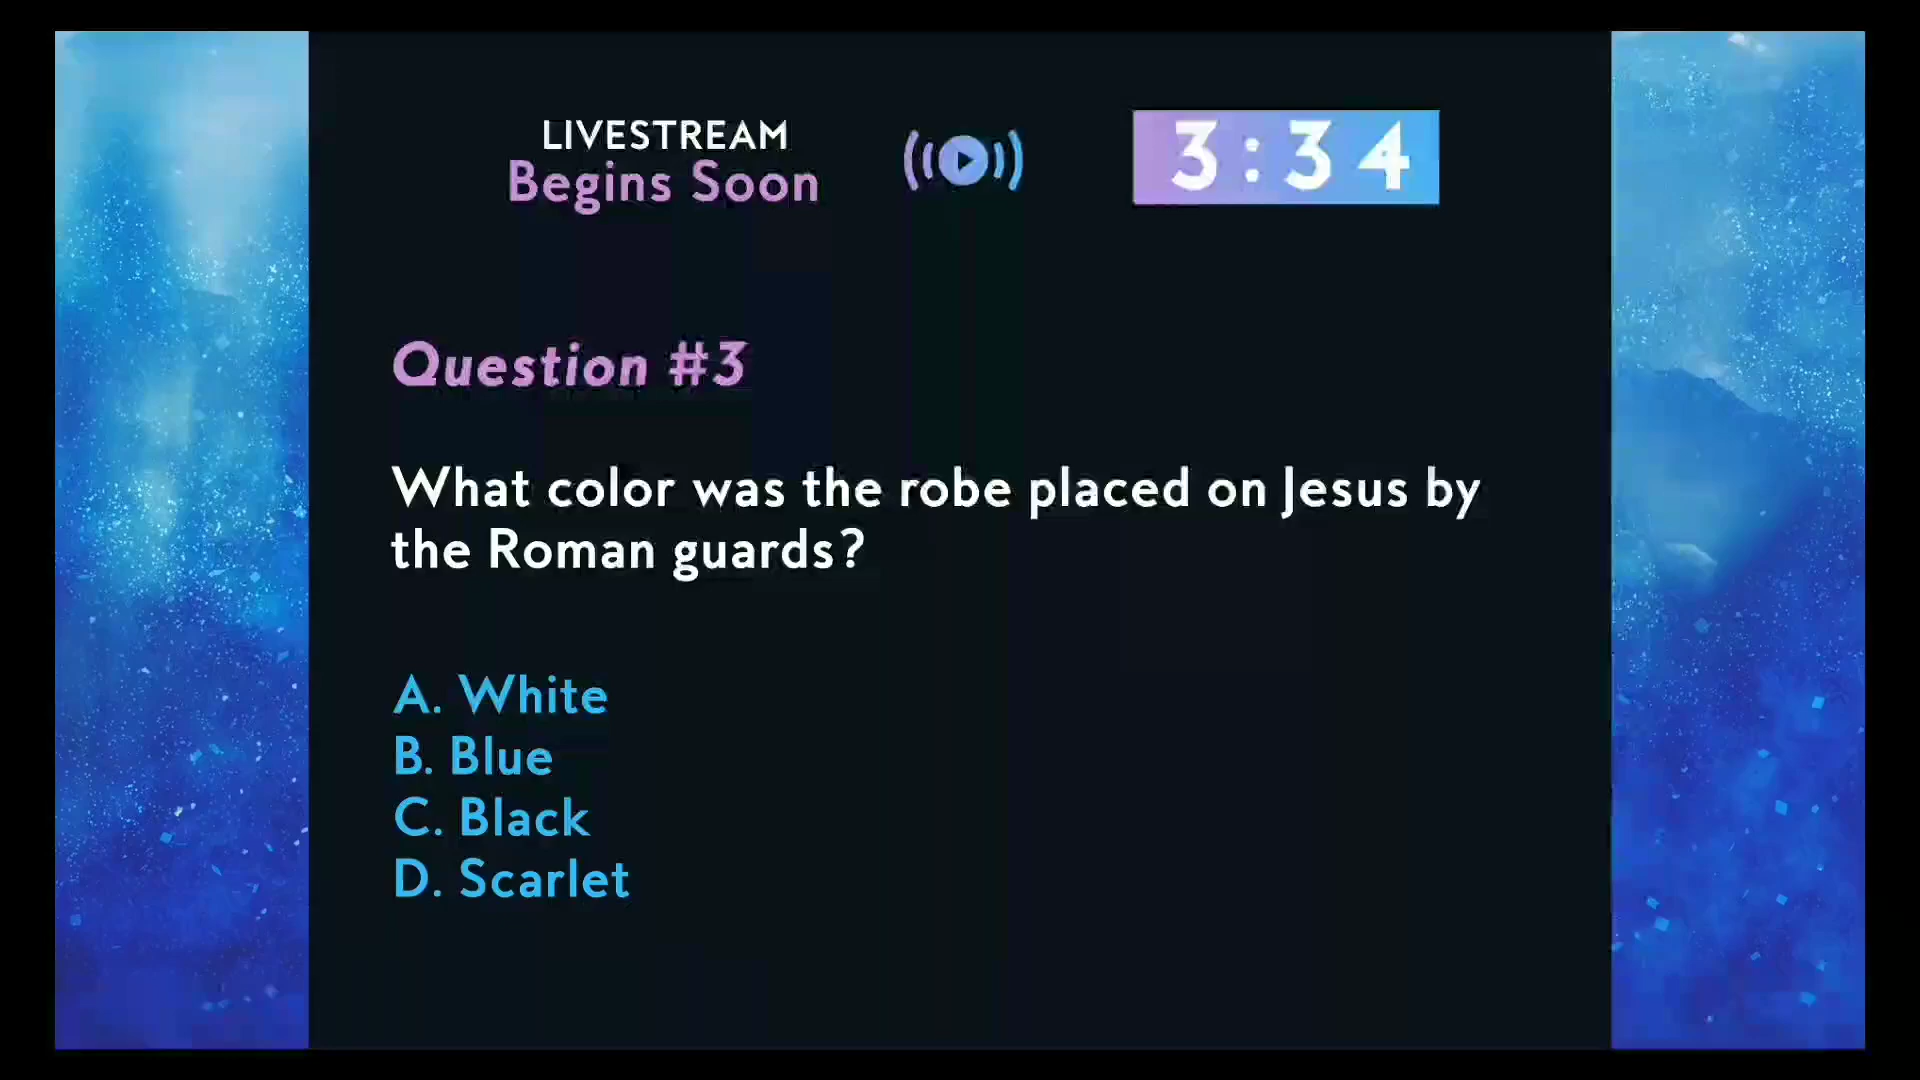 LIVESTREAM
Begins Soon
3:34
Question #3
What color was the robe placed on Jesus by
the Roman guards?
A. White
B. Blue
C. Black
D. Scarlet